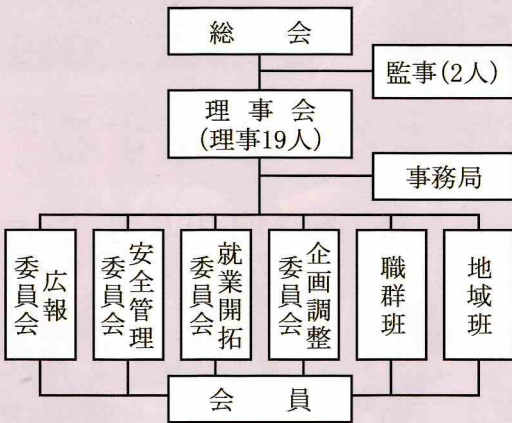 総　会
監事(2人)
理 事 会
(理事19人)
事務局
広報
委員会
安全管理
委員会
就業開拓
委員会
企画調整
委員会
職群班
地域班
会　員